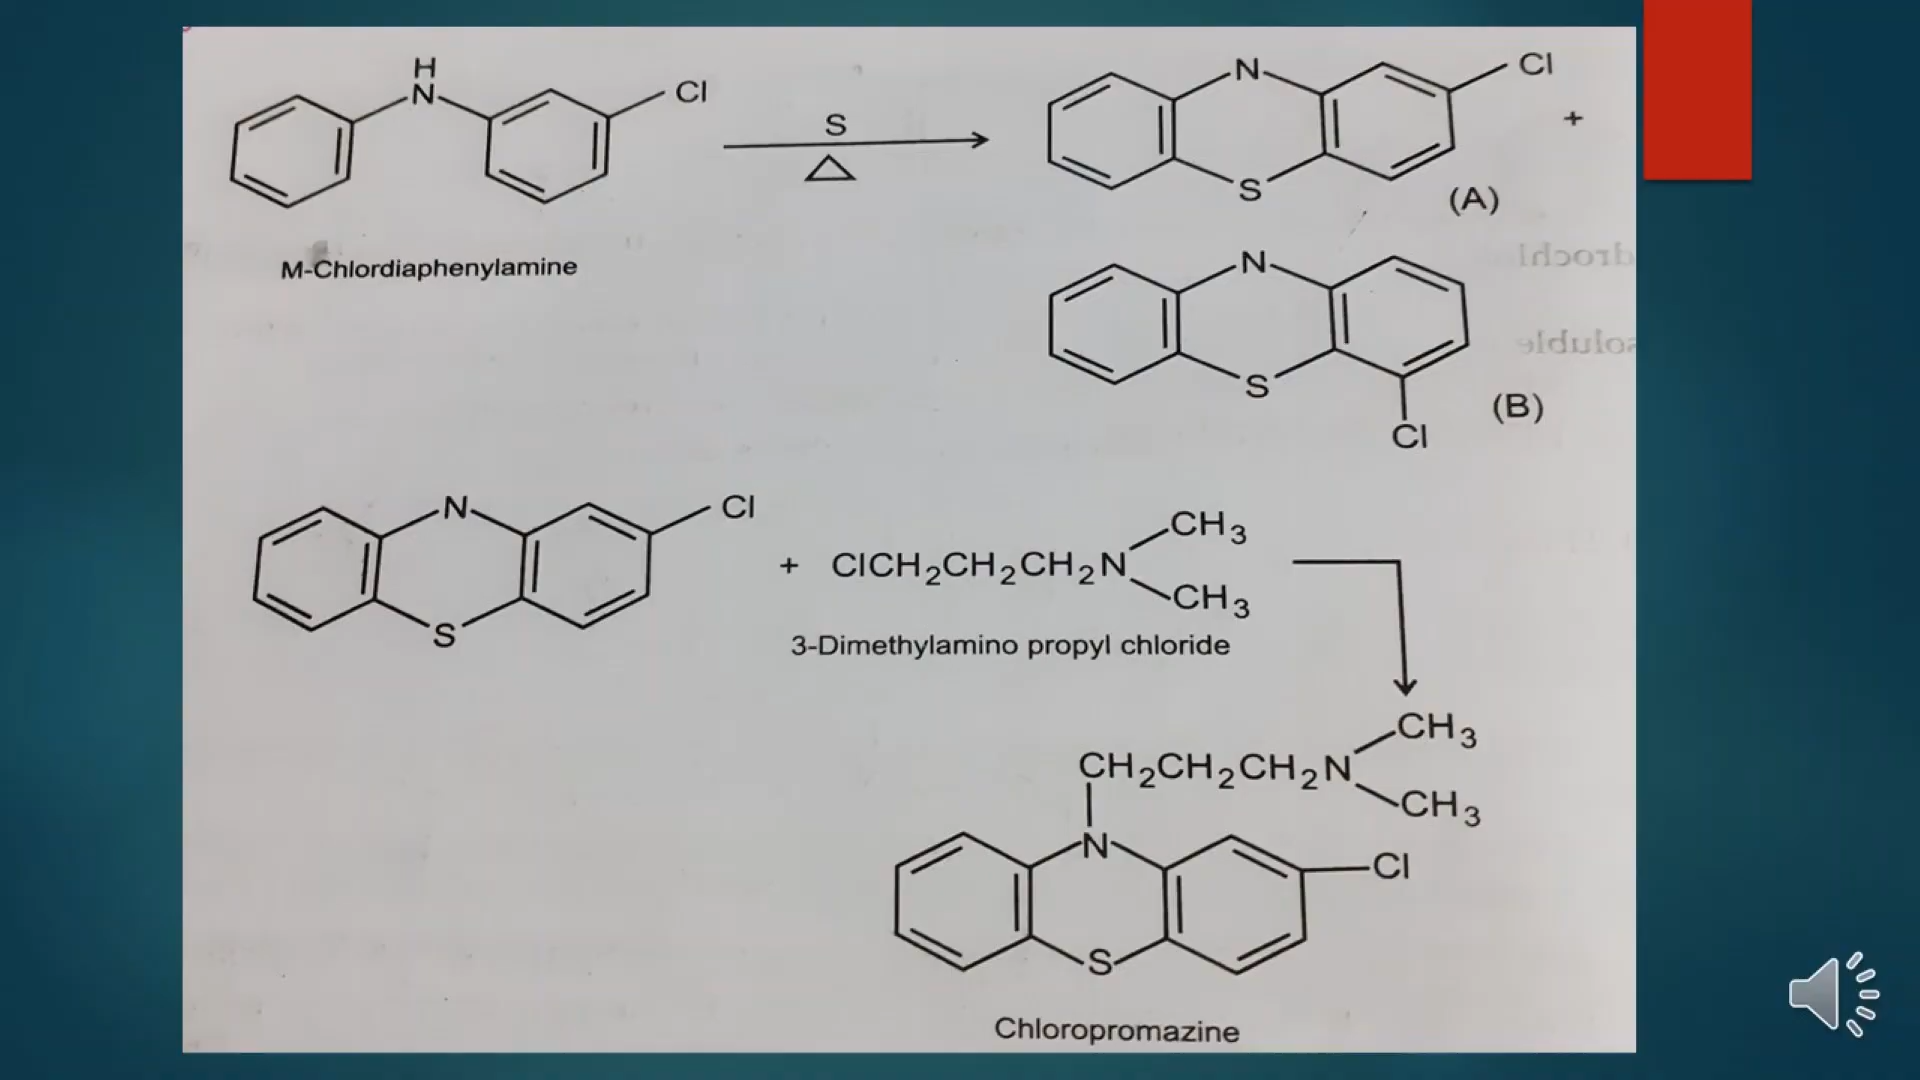 H
N
Cl
S
△
N
Cl
S
+
(A)
M-Chlordiaphenylamine
N
S
Cl
(B)
N
Cl
S
+ ClCH₂CH₂CH₂N
CH₃
CH₃
3-Dimethylamino propyl chloride
CH₃
CH₂CH₂CH₂N
CH₃
N
Cl
S
Chloropromazine